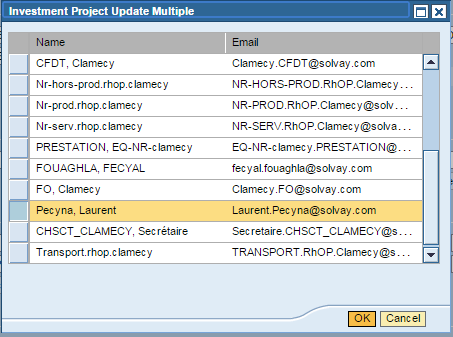 Investment Project Update Multiple
Name Email
CFDT, Clamecy Clamecy.CFDT@solvay.com
Nr-hors-prod.rhop.clamecy NR-HORS-PROD.RhOP.Clamecy...
Nr-prod.rhop.clamecy NR-PROD.RhOP.Clamecy@solv...
Nr-serv.rhop.clamecy NR-SERV.RhOP.Clamecy@solva...
PRESTATION, EQ-NR-clamecy EQ-NR-clamecy.PRESTATION@...
FOUAGHLA, FECYAL fecyal.fouaghla@solvay.com
FO, Clamecy Clamecy.FO@solvay.com
Pecyna, Laurent Laurent.Pecyna@solvay.com
CHSCT_CLAMECY, Secrétaire Secretaire.CHSCT_CLAMECY@s...
Transport.rhop.clamecy TRANSPORT.RhOP.Clamecy@s...
OK Cancel